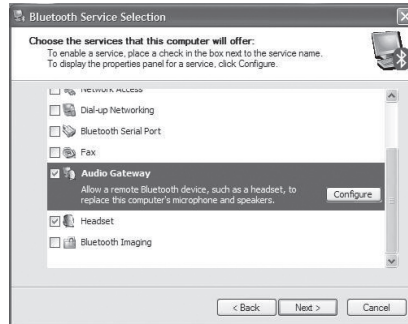 Bluetooth Service Selection
Choose the services that this computer will offer:
To enable a service, place a check in the box next to the service name.
To display the properties panel for a service, click Configure.
Network Access
Dial-up Networking
Bluetooth Serial Port
Fax
Audio Gateway
Allow a remote Bluetooth device, such as a headset, to
replace this computer's microphone and speakers.
Configure
Headset
Bluetooth Imaging
< Back
Next >
Cancel